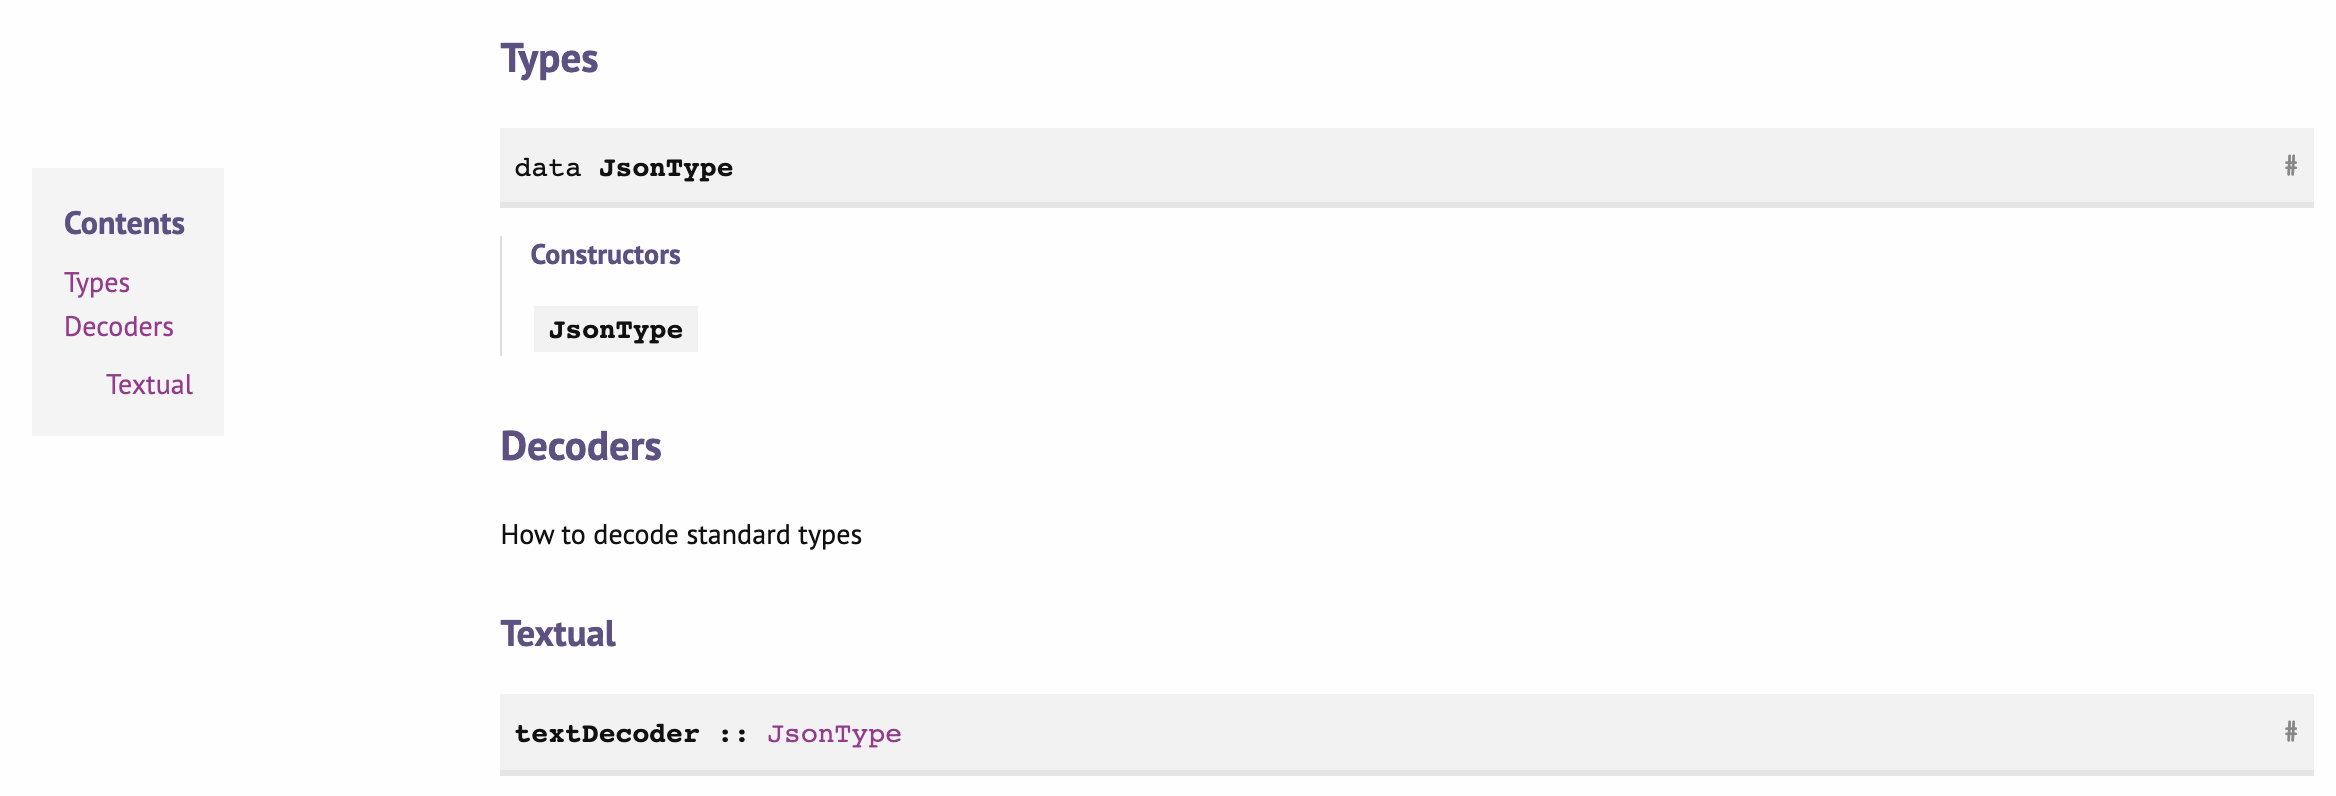 Contents
Types
Decoders
Textual
Types
data JsonType #
Constructors
JsonType
Decoders
How to decode standard types
Textual
textDecoder :: JsonType #